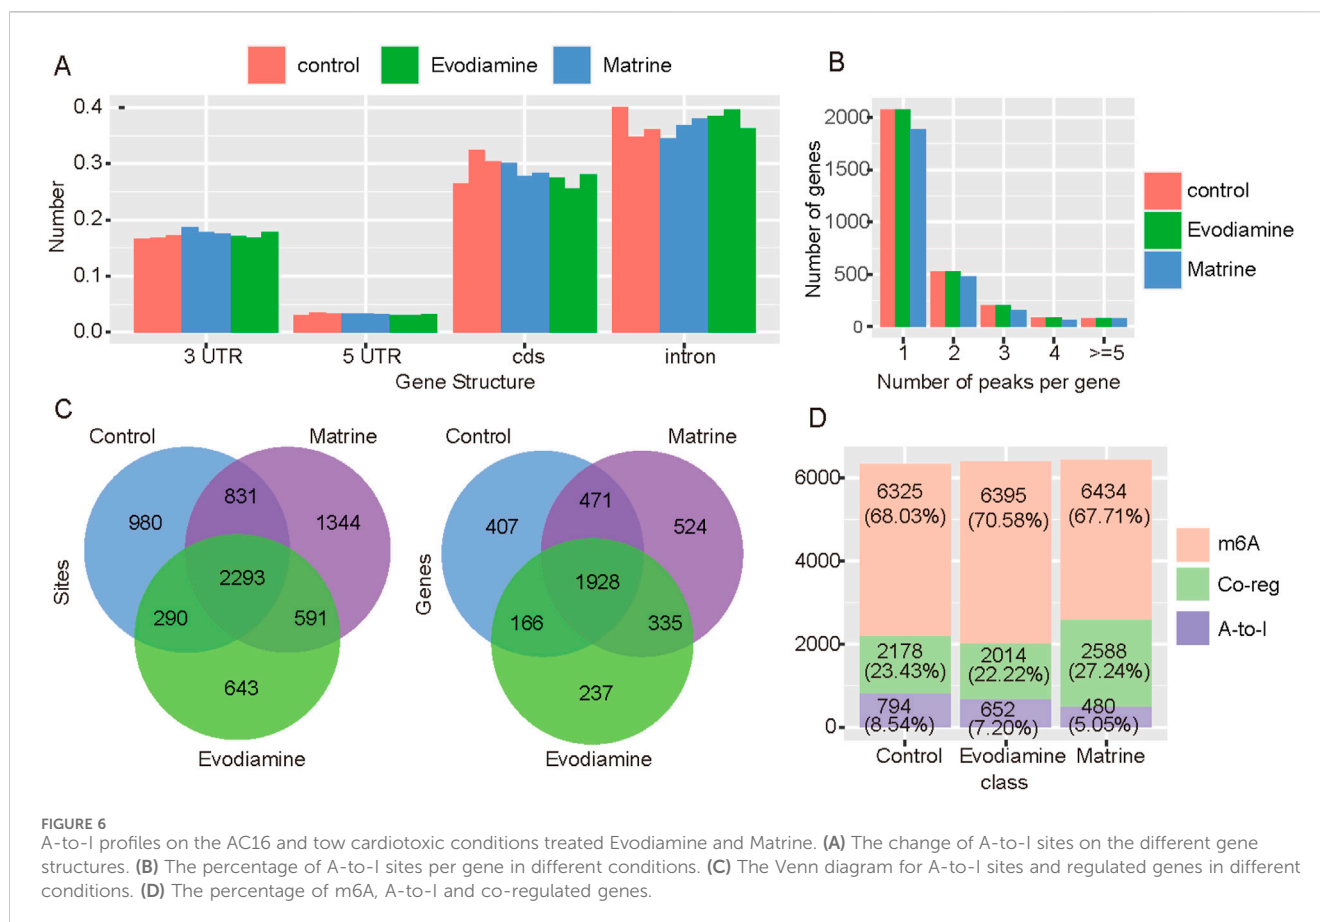 A
control
Evodiamine
Matrine
Number
0.4
0.3
0.2
0.1
0.0
3 UTR
5 UTR
cds
intron
Gene Structure
B
Number of genes
2000
1500
1000
500
0
1
2
3
4
>=5
Number of peaks per gene
control
Evodiamine
Matrine
C
Control
Matrine
Sites
980
831
1344
2293
290
591
643
Evodiamine
Control
Matrine
Genes
407
471
524
1928
166
335
237
Evodiamine
D
6000
4000
2000
0
6325
(68.03%)
6395
(70.58%)
6434
(67.71%)
2178
(23.43%)
2014
(22.22%)
2588
(27.24%)
794
(8.54%)
652
(7.20%)
480
(5.05%)
Control
Evodiamine
Matrine
class
m6A
Co-reg
A-to-I
FIGURE 6
A-to-I profiles on the AC16 and tow cardiotoxic conditions treated Evodiamine and Matrine. (A) The change of A-to-I sites on the different gene
structures. (B) The percentage of A-to-I sites per gene in different conditions. (C) The Venn diagram for A-to-I sites and regulated genes in different
conditions. (D) The percentage of m6A, A-to-I and co-regulated genes.